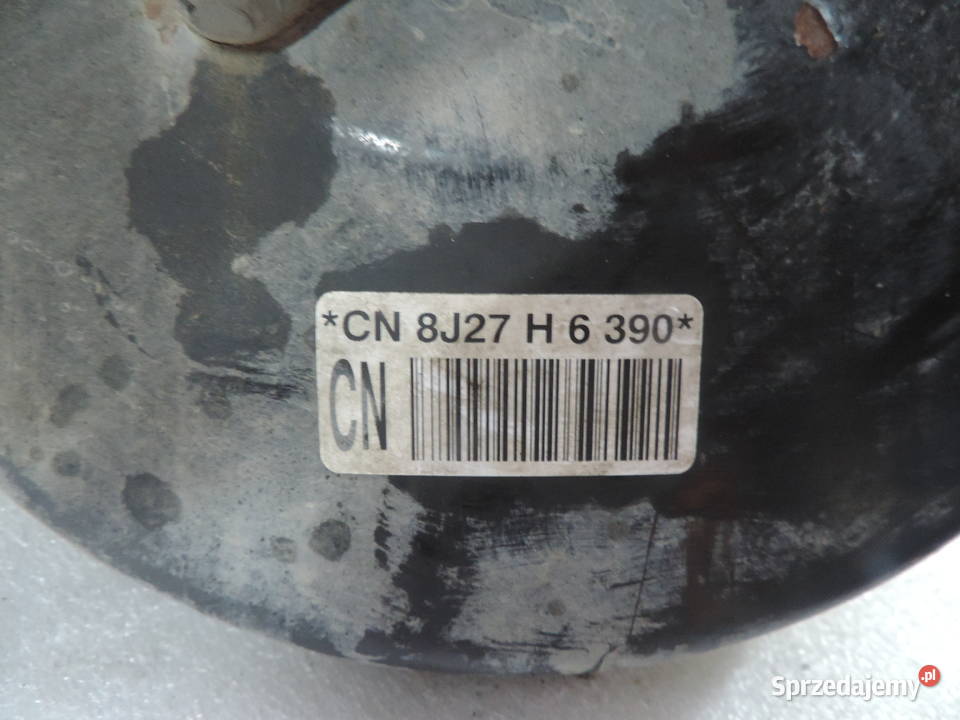 *CN 8J27 H 6 390*
CN
Sprzedajemy.pl